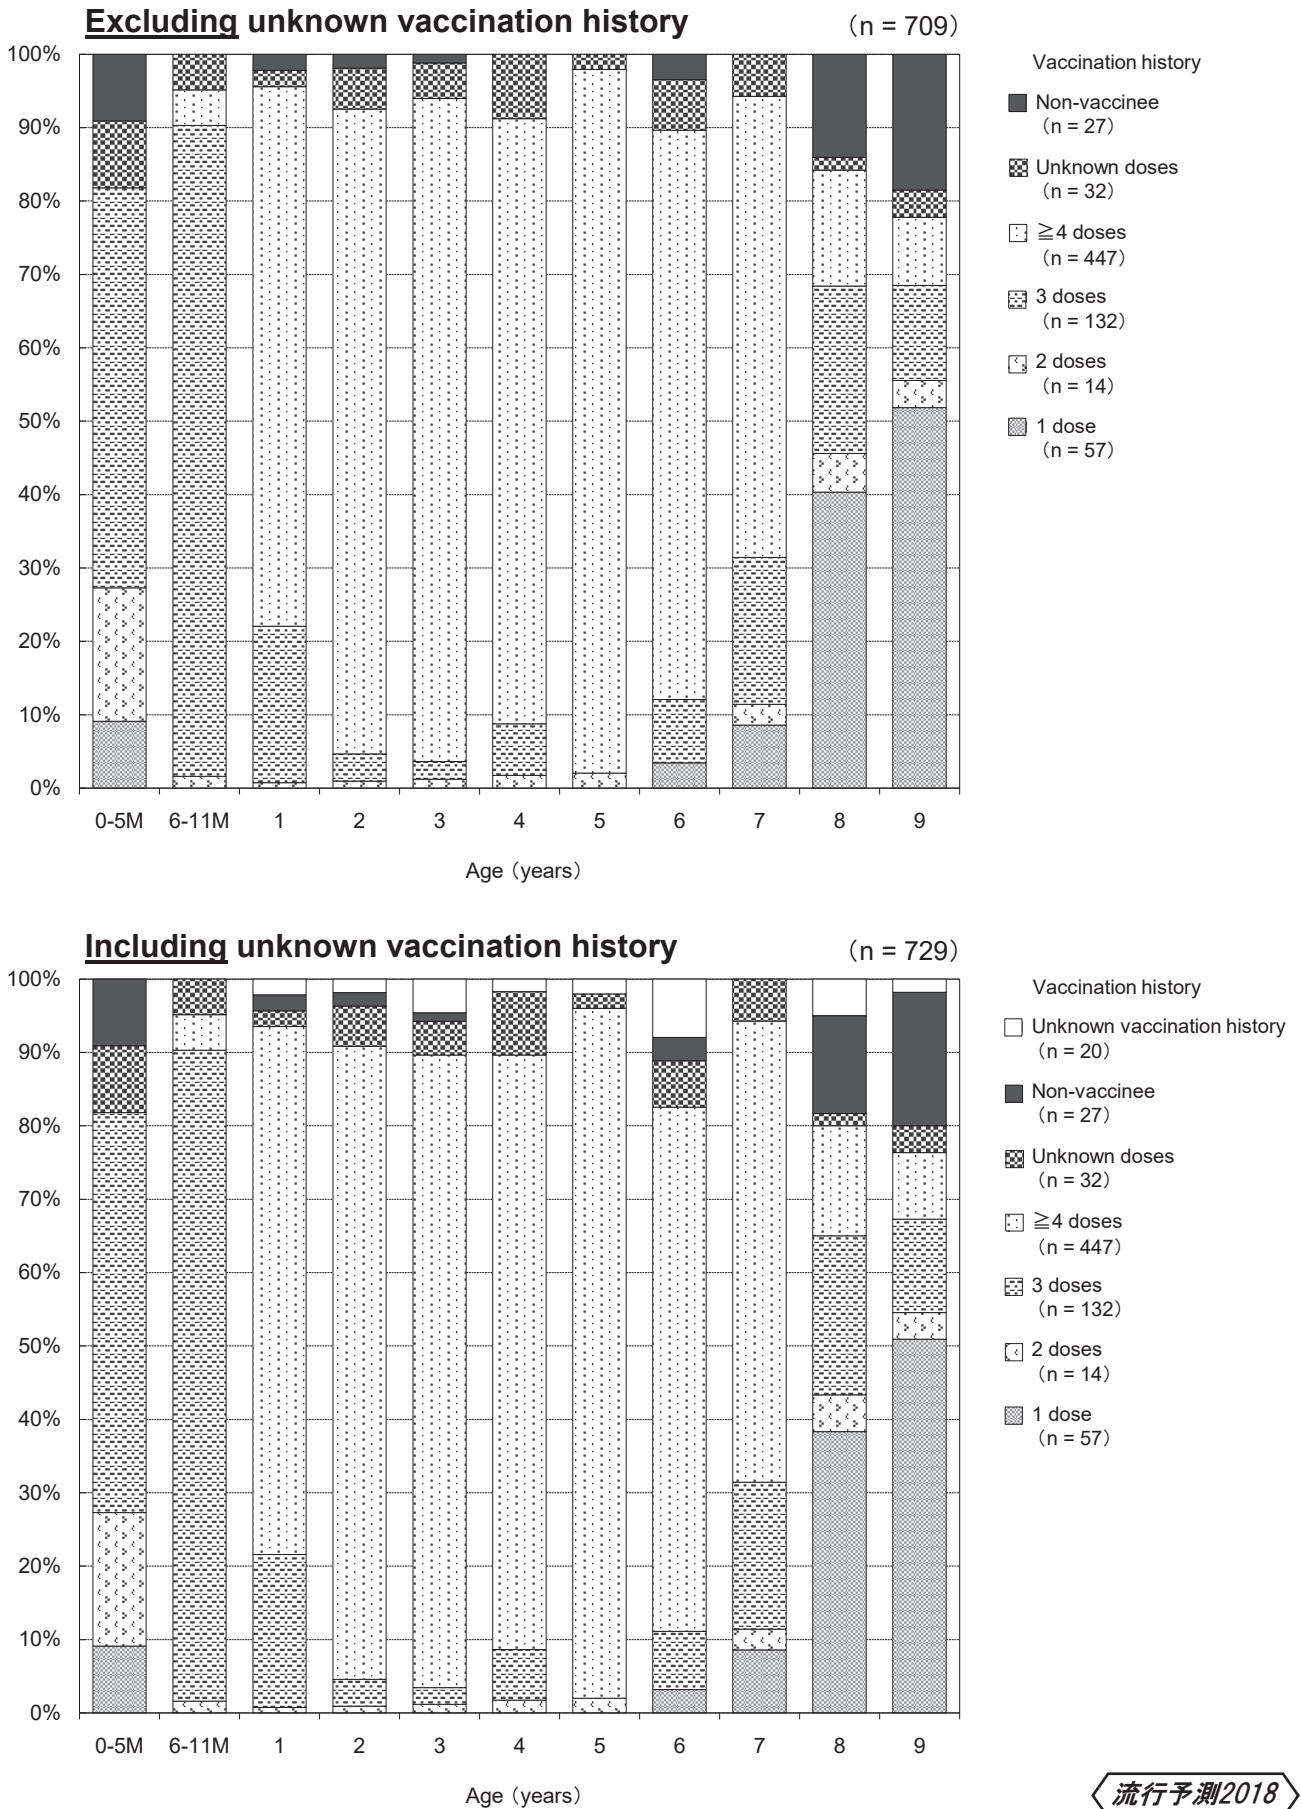 Excluding unknown vaccination history （n = 709）
Vaccination history
Non-vaccinee
（n = 27）
Unknown doses
（n = 32）
≧4 doses
（n = 447）
3 doses
（n = 132）
2 doses
（n = 14）
1 dose
（n = 57）
100%
90%
80%
70%
60%
50%
40%
30%
20%
10%
0%
0-5M 6-11M 1 2 3 4 5 6 7 8 9
Age（years）
Including unknown vaccination history （n = 729）
Vaccination history
Unknown vaccination history
（n = 20）
Non-vaccinee
（n = 27）
Unknown doses
（n = 32）
≧4 doses
（n = 447）
3 doses
（n = 132）
2 doses
（n = 14）
1 dose
（n = 57）
100%
90%
80%
70%
60%
50%
40%
30%
20%
10%
0%
0-5M 6-11M 1 2 3 4 5 6 7 8 9
Age（years）
流行予測2018